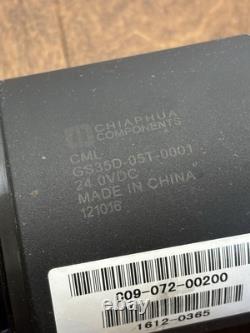 CHIAPHUA
COMPONENTS
CML
GS35D-05T-0001
24.0VDC
MADE IN CHINA
121016
009-072-00200
1612-0365